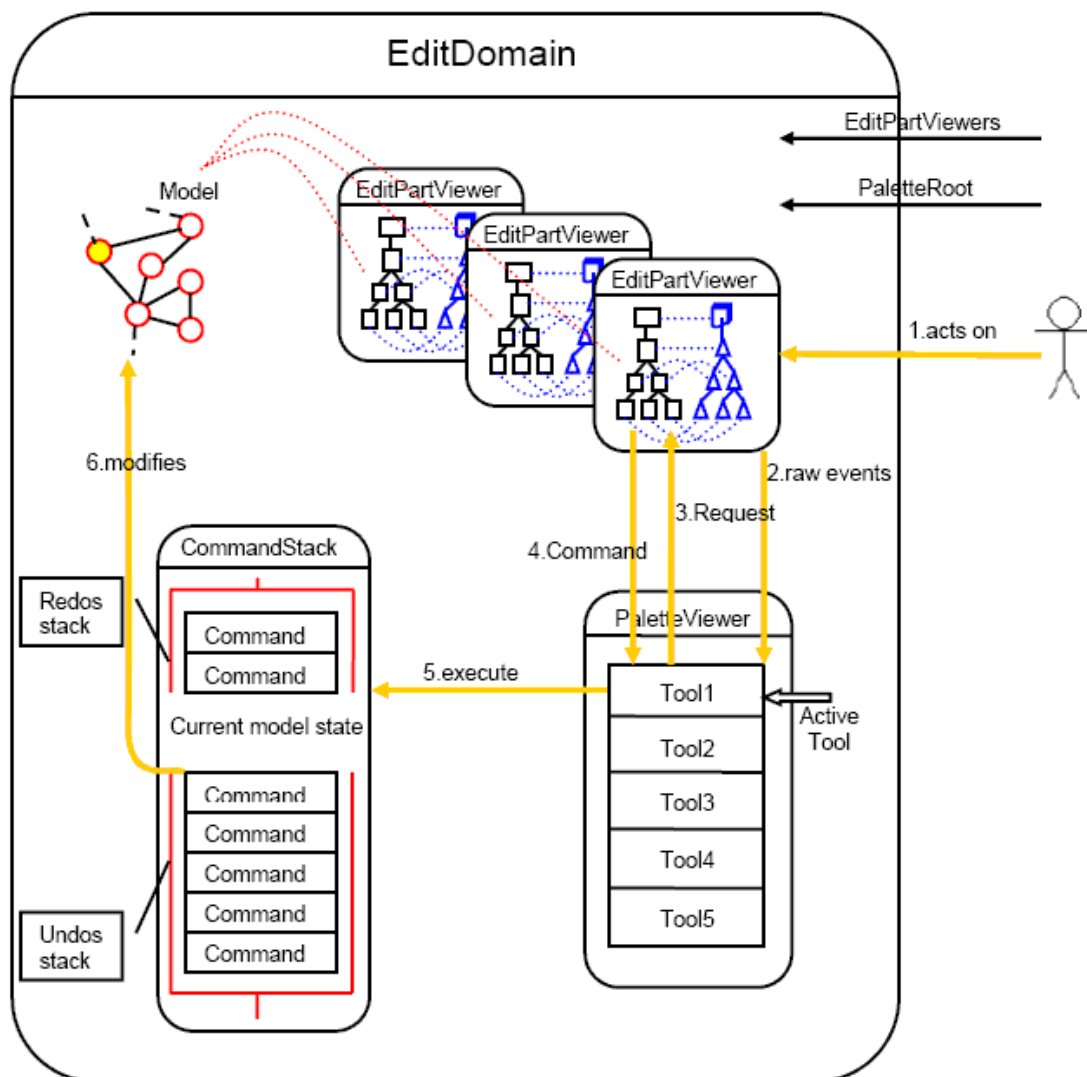 EditDomain
EditPartViewers
Model
EditPartViewer
PaletteRoot
EditPartViewer
EditPartViewer
1.acts on
6.modifies
2.raw events
3.Request
4.Command
CommandStack
Redos
stack
Command
Command
PaletteViewer
5.execute
Tool1
Active
Tool
Current model state
Tool2
Command
Tool3
Command
Command
Tool4
Command
Tool5
Command
Undos
stack